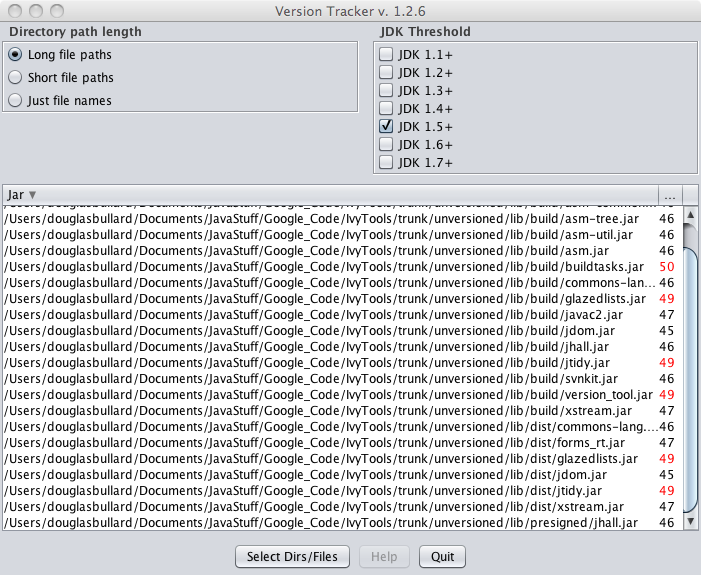 Version Tracker v. 1.2.6
Directory path length
Long file paths
Short file paths
Just file names
JDK Threshold
JDK 1.1+
JDK 1.2+
JDK 1.3+
JDK 1.4+
JDK 1.5+
JDK 1.6+
JDK 1.7+
Jar ...
/Users/douglasbullard/Documents/JavaStuff/Google_Code/IvyTools/trunk/unversioned/lib/build/asm-tree.jar 46
/Users/douglasbullard/Documents/JavaStuff/Google_Code/IvyTools/trunk/unversioned/lib/build/asm-util.jar 46
/Users/douglasbullard/Documents/JavaStuff/Google_Code/IvyTools/trunk/unversioned/lib/build/asm.jar 46
/Users/douglasbullard/Documents/JavaStuff/Google_Code/IvyTools/trunk/unversioned/lib/build/buildtasks.jar 50
/Users/douglasbullard/Documents/JavaStuff/Google_Code/IvyTools/trunk/unversioned/lib/build/commons-lan... 46
/Users/douglasbullard/Documents/JavaStuff/Google_Code/IvyTools/trunk/unversioned/lib/build/glazedlists.jar 49
/Users/douglasbullard/Documents/JavaStuff/Google_Code/IvyTools/trunk/unversioned/lib/build/javac2.jar 47
/Users/douglasbullard/Documents/JavaStuff/Google_Code/IvyTools/trunk/unversioned/lib/build/jdom.jar 45
/Users/douglasbullard/Documents/JavaStuff/Google_Code/IvyTools/trunk/unversioned/lib/build/jhall.jar 46
/Users/douglasbullard/Documents/JavaStuff/Google_Code/IvyTools/trunk/unversioned/lib/build/jtidy.jar 49
/Users/douglasbullard/Documents/JavaStuff/Google_Code/IvyTools/trunk/unversioned/lib/build/svnkit.jar 46
/Users/douglasbullard/Documents/JavaStuff/Google_Code/IvyTools/trunk/unversioned/lib/build/version_tool.jar 49
/Users/douglasbullard/Documents/JavaStuff/Google_Code/IvyTools/trunk/unversioned/lib/build/xstream.jar 47
/Users/douglasbullard/Documents/JavaStuff/Google_Code/IvyTools/trunk/unversioned/lib/dist/commons-lang.... 46
/Users/douglasbullard/Documents/JavaStuff/Google_Code/IvyTools/trunk/unversioned/lib/dist/forms_rt.jar 47
/Users/douglasbullard/Documents/JavaStuff/Google_Code/IvyTools/trunk/unversioned/lib/dist/glazedlists.jar 49
/Users/douglasbullard/Documents/JavaStuff/Google_Code/IvyTools/trunk/unversioned/lib/dist/jdom.jar 45
/Users/douglasbullard/Documents/JavaStuff/Google_Code/IvyTools/trunk/unversioned/lib/dist/jtidy.jar 49
/Users/douglasbullard/Documents/JavaStuff/Google_Code/IvyTools/trunk/unversioned/lib/dist/xstream.jar 47
/Users/douglasbullard/Documents/JavaStuff/Google_Code/IvyTools/trunk/unversioned/lib/presigned/jhall.jar 46
Select Dirs/Files
Help
Quit